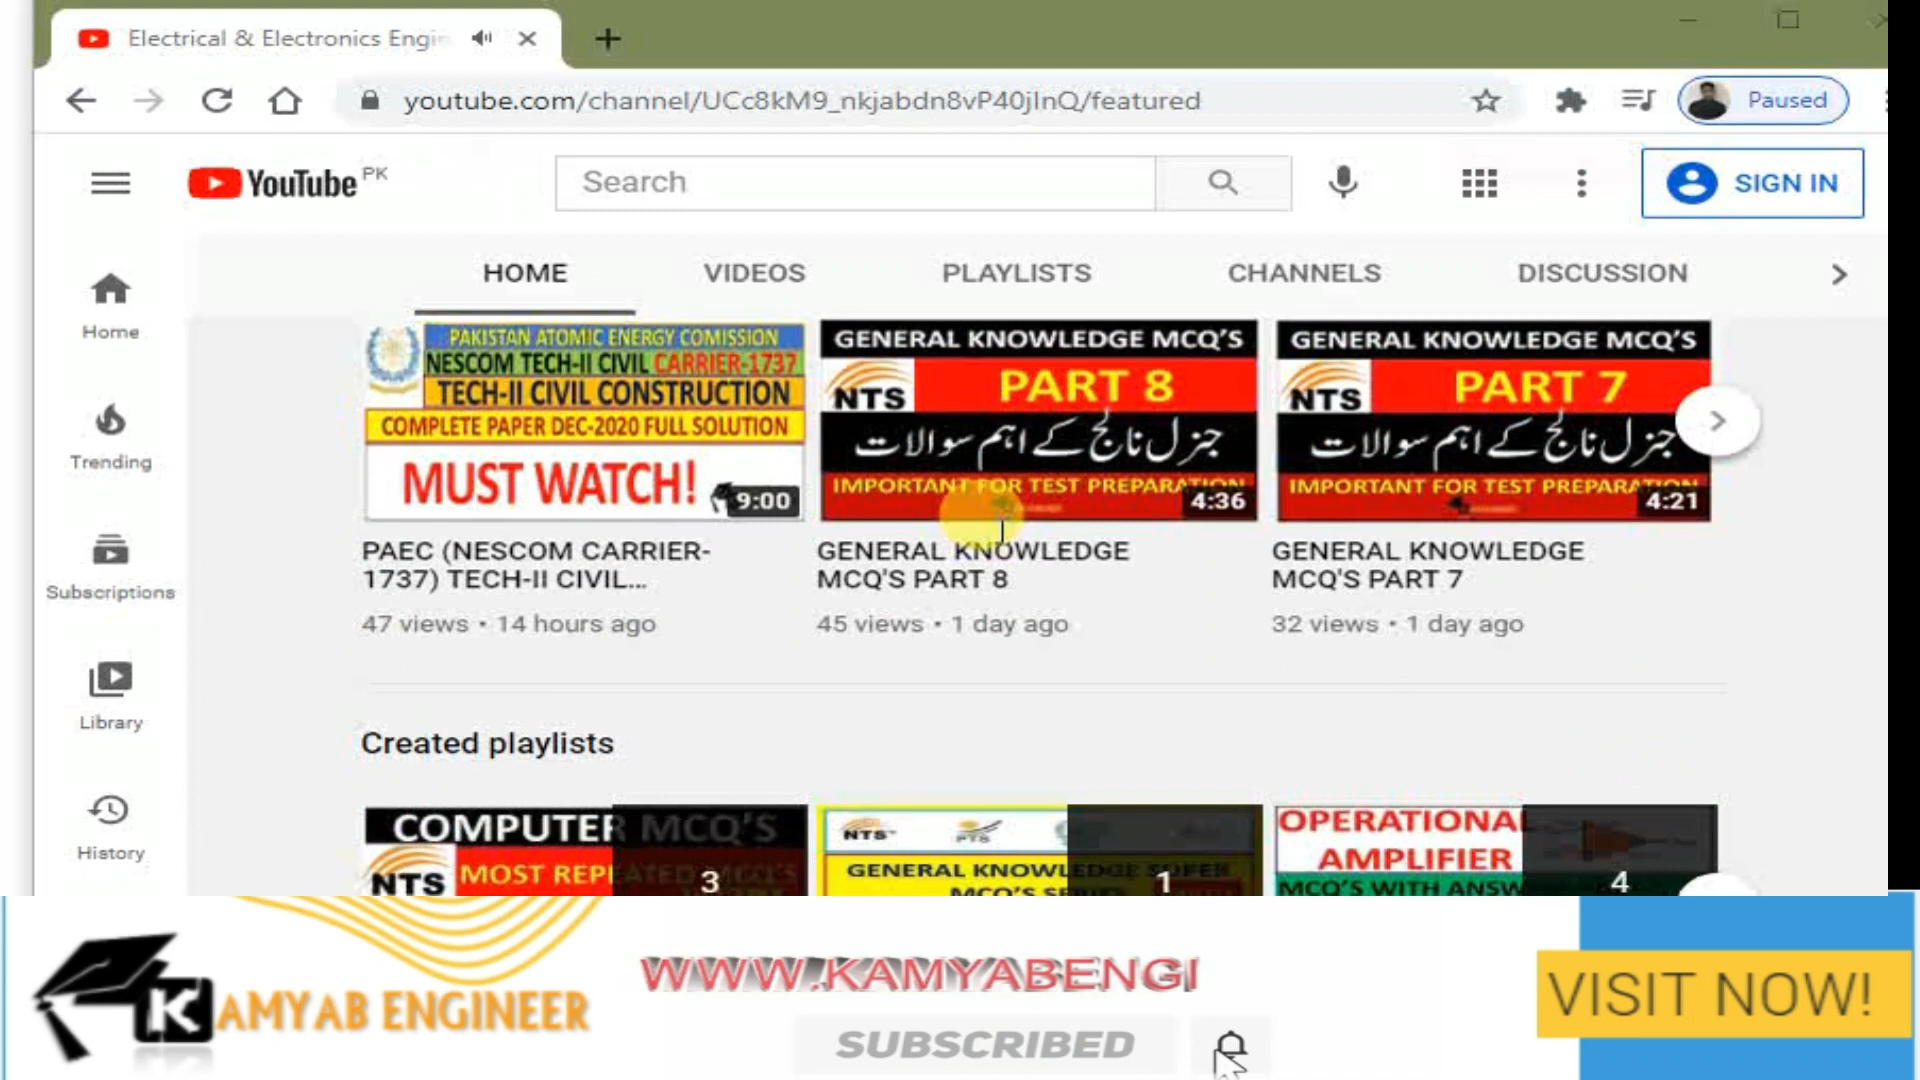 Electrical & Electronics Engin
youtube.com/channel/UCc8kM9_nkjabdn8vP40jlnQ/featured
Paused
YouTube PK
Search
SIGN IN
HOME
VIDEOS
PLAYLISTS
CHANNELS
DISCUSSION
Home
Trending
Subscriptions
Library
History
PAKISTAN ATOMIC ENERGY COMISSION
NESCOM TECH-II CIVIL CARRIER-1737
TECH-II CIVIL CONSTRUCTION
COMPLETE PAPER DEC-2020 FULL SOLUTION
MUST WATCH!
9:00
PAEC (NESCOM CARRIER-
1737) TECH-II CIVIL...
47 views • 14 hours ago
GENERAL KNOWLEDGE MCQ'S
NTS
PART 8
جنرل نالج کے اہم سوالات
IMPORTANT FOR TEST PREPARATION
4:36
GENERAL KNOWLEDGE
MCQ'S PART 8
45 views • 1 day ago
GENERAL KNOWLEDGE MCQ'S
NTS
PART 7
جنرل نالج کے اہم سوالات
IMPORTANT FOR TEST PREPARATION
4:21
GENERAL KNOWLEDGE
MCQ'S PART 7
32 views • 1 day ago
Created playlists
COMPUTER MCQ'S
NTS
MOST REPEATED MCQ'S
3
NTS
PTS
GENERAL KNOWLEDGE SUPER
MCQ'S SERIES
1
OPERATIONAL
AMPLIFIER
MCQ'S WITH ANSW
4
KAMYAB ENGINEER
WWW.KAMYABENGI
SUBSCRIBED
VISIT NOW!